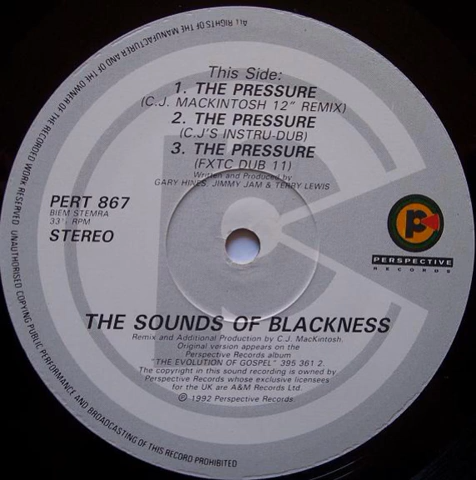 This Side:
1. THE PRESSURE
(C.J. MACKINTOSH 12" REMIX)
2. THE PRESSURE
(C.J'S INSTRU-DUB)
3. THE PRESSURE
(FXTC DUB 11)
Written and Produced by
GARY HINES, JIMMY JAM & TERRY LEWIS
PERT 867
BIEM STEMRA
33⅓ RPM
STEREO
P
PERSPECTIVE
RECORDS
THE SOUNDS OF BLACKNESS
Remix and Additional Production by C.J. MacKintosh.
Original version appears on the
Perspective Records album
"THE EVOLUTION OF GOSPEL" 395 361 2.
The copyright in this sound recording is owned by
Perspective Records whose exclusive licensees
for the UK are A&M Records Ltd.
℗ 1992 Perspective Records.
ALL RIGHTS OF THE MANUFACTURER AND OF THE OWNER OF THE RECORDED WORK RESERVED UNAUTHORISED COPYING PUBLIC PERFORMANCE AND BROADCASTING OF THIS RECORD PROHIBITED